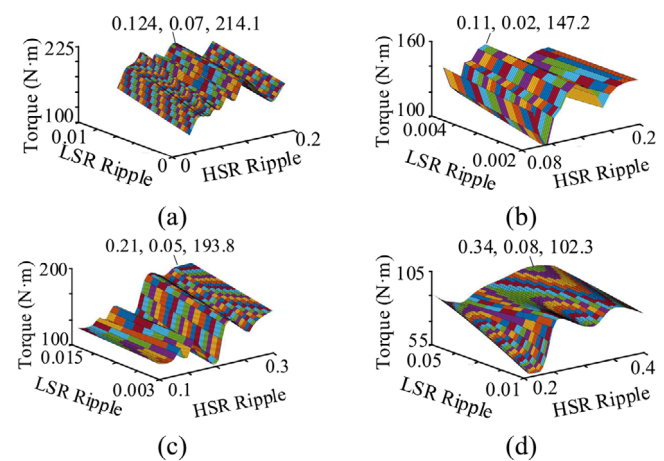 0.124, 0.07, 214.1
225
100
Torque (N·m)
0.01
0
LSR Ripple
0
0.2
HSR Ripple
(a)
0.11, 0.02, 147.2
160
100
Torque (N·m)
0.004
0.002
LSR Ripple
0.08
0.2
HSR Ripple
(b)
0.21, 0.05, 193.8
200
100
Torque (N·m)
0.015
0.003
LSR Ripple
0.1
0.3
HSR Ripple
(c)
0.34, 0.08, 102.3
105
55
Torque (N·m)
0.05
0.01
LSR Ripple
0.2
0.4
HSR Ripple
(d)